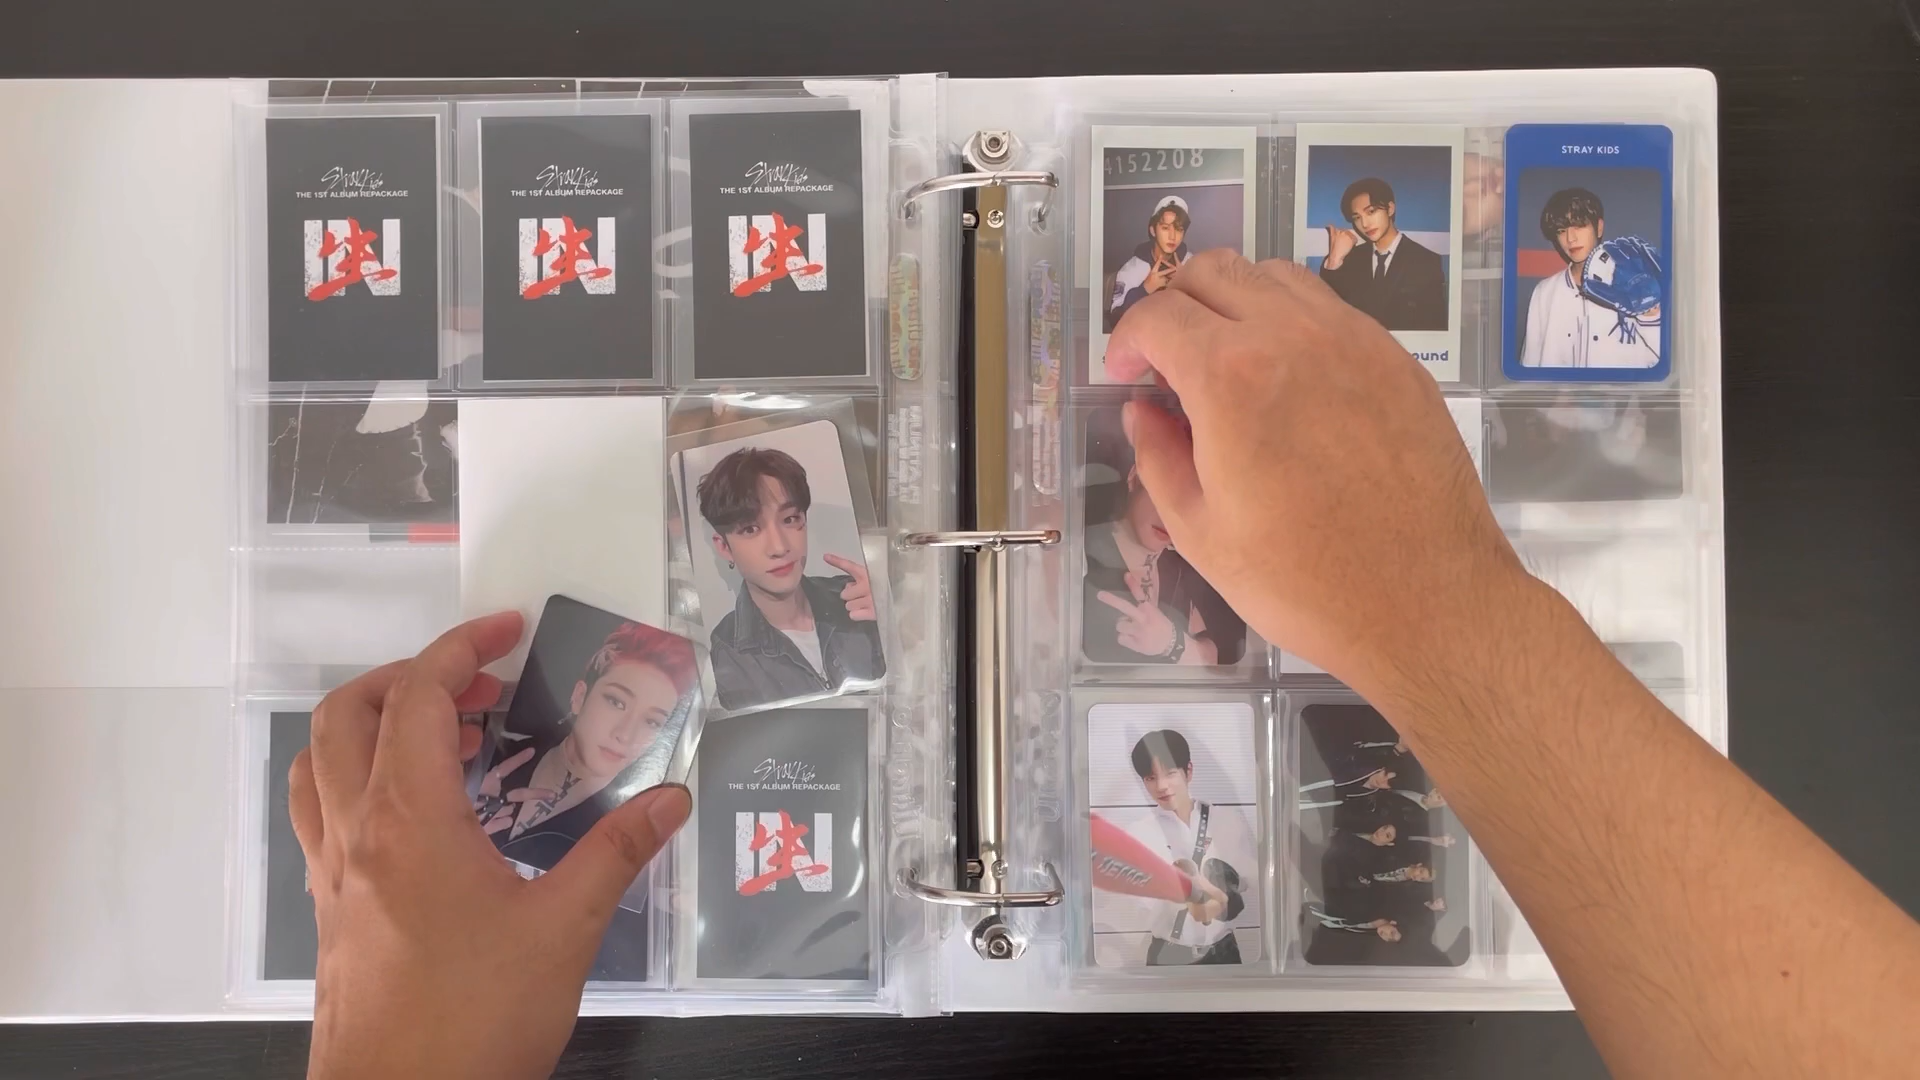 Stray Kids
THE 1ST ALBUM REPACKAGE
IN生
Stray Kids
THE 1ST ALBUM REPACKAGE
IN生
Stray Kids
THE 1ST ALBUM REPACKAGE
IN生
4152208
ound
STRAY KIDS
Stray Kids
THE 1ST ALBUM REPACKAGE
IN生